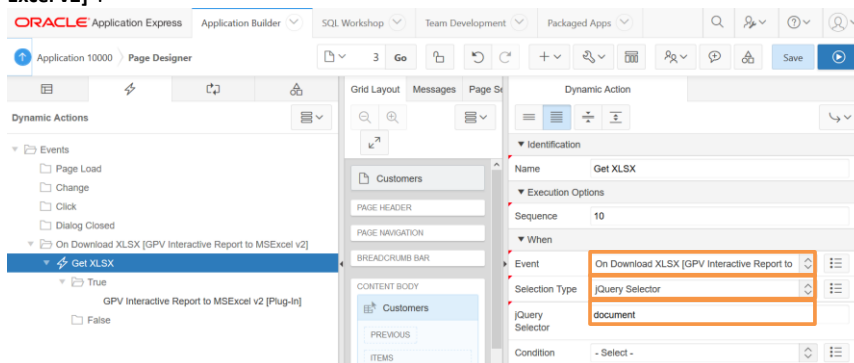 Excel v2] .
ORACLE Application Express Application Builder SQL Workshop Team Development Packaged Apps
Application 10000 Page Designer 3 Go Save
Grid Layout Messages Page Se Dynamic Action
Dynamic Actions
Identification
Events
Page Load
Name Get XLSX
Change
Customers
Execution Options
Click
PAGE HEADER
Sequence 10
Dialog Closed
PAGE NAVIGATION
When
On Download XLSX [GPV Interactive Report to MSExcel v2]
BREADCRUMB BAR
Event On Download XLSX [GPV Interactive Report to
Get XLSX
CONTENT BODY
Selection Type jQuery Selector
True
GPV Interactive Report to MSExcel v2 [Plug-In]
Customers
jQuery Selector document
False
PREVIOUS
ITEMS
Condition - Select -